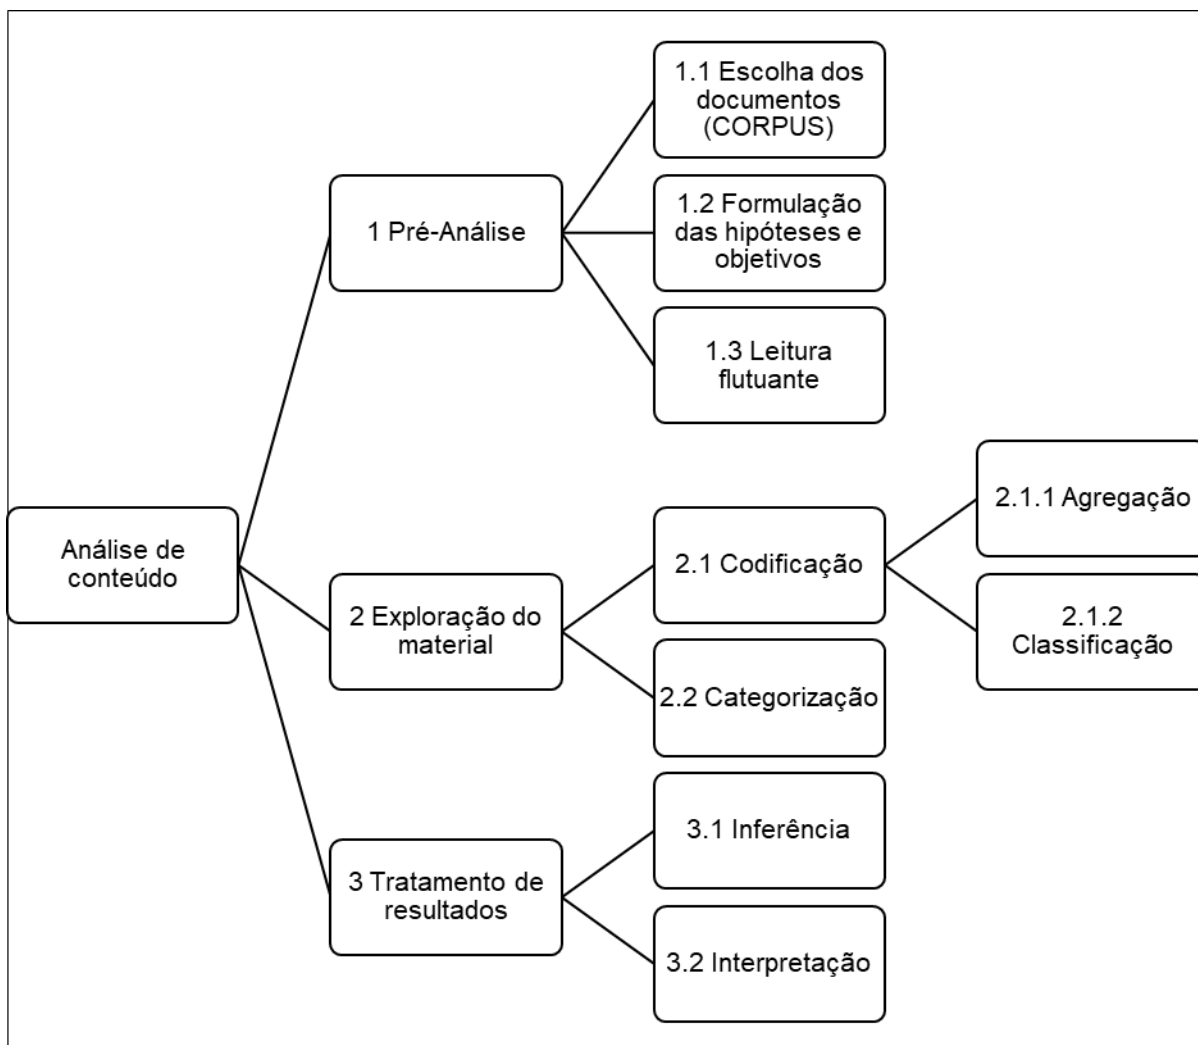 1.1 Escolha dos
documentos
(CORPUS)
1 Pré-Análise
1.2 Formulação
das hipóteses e
objetivos
1.3 Leitura
flutuante
Análise de
conteúdo
2 Exploração do
material
2.1 Codificação
2.1.1 Agregação
2.1.2
Classificação
2.2 Categorização
3 Tratamento de
resultados
3.1 Inferência
3.2 Interpretação